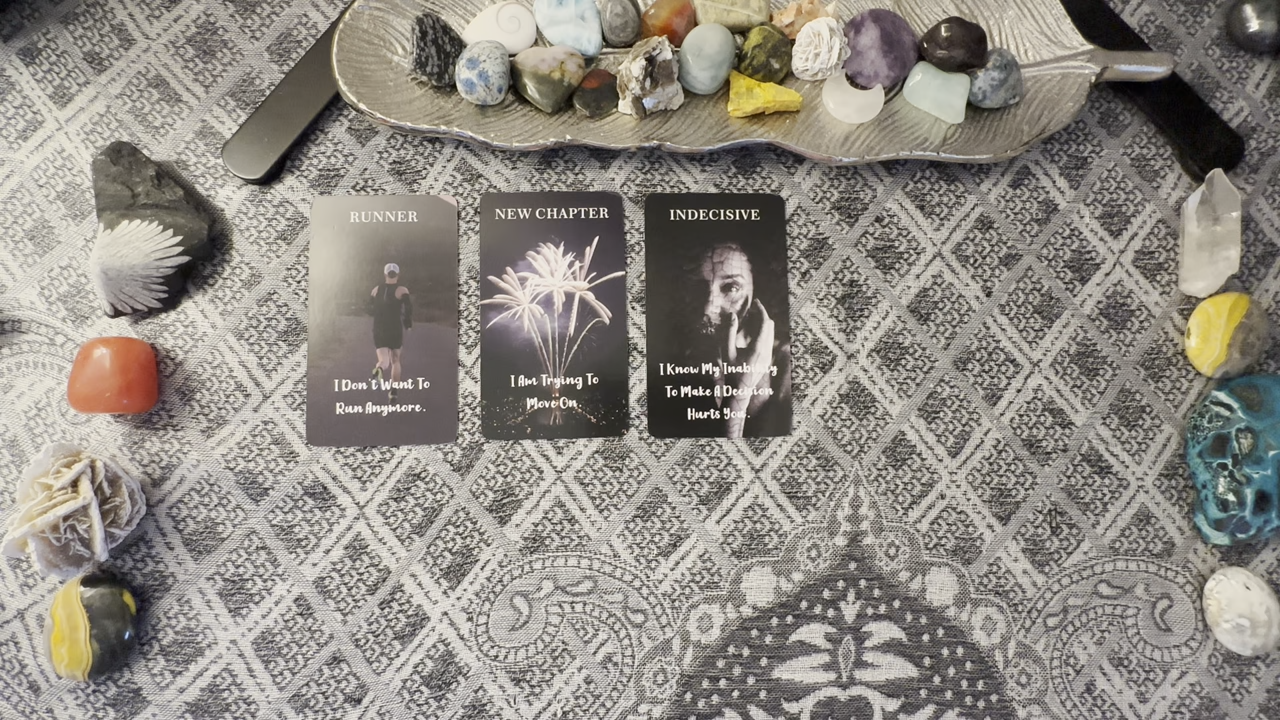 RUNNER
I Don't Want To
Run Anymore.
NEW CHAPTER
I Am Trying To
Move On
INDECISIVE
I Know My Inability
To Make A Decision
Hurts You.